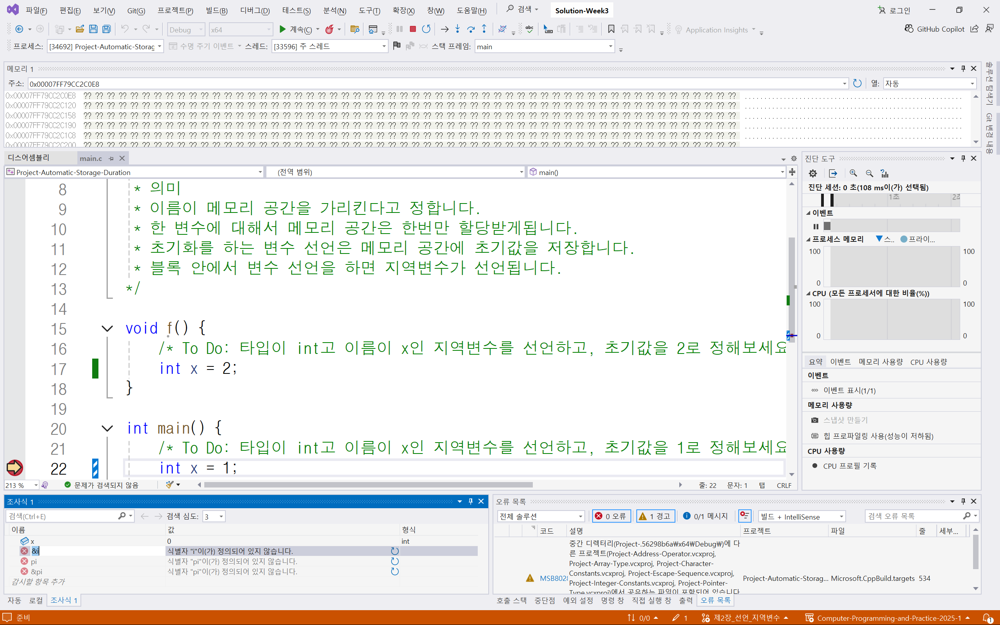 파일(F) 편집(E) 보기(V) Git(G) 프로젝트(P) 빌드(B) 디버그(D) 테스트(S) 분석(N) 도구(T) 확장(X) 창(W) 도움말(H) 검색 Solution-Week3 로그인
Debug x64 계속(C) Application Insights GitHub Copilot
프로세스: [34692] Project-Automatic-Storag 수명 주기 이벤트 스레드: [33596] 주 스레드 스택 프레임: main
메모리 1
주소: 0x00007FF79CC2C0E8 열: 자동
0x00007FF79CC2C0E8 ?? ?? ?? ?? ?? ?? ?? ?? ?? ?? ?? ?? ?? ?? ?? ?? ?? ?? ?? ?? ?? ?? ?? ?? ?? ?? ?? ?? ?? ?? ?? ?? ?? ?? ?? ?? ?? ?? ?? ?? ?? ?? ?? ?? ?? ?? ?? ?? ?? ?? ?? ?? ?? ?? ?? ?? ........................................................
0x00007FF79CC2C120 ?? ?? ?? ?? ?? ?? ?? ?? ?? ?? ?? ?? ?? ?? ?? ?? ?? ?? ?? ?? ?? ?? ?? ?? ?? ?? ?? ?? ?? ?? ?? ?? ?? ?? ?? ?? ?? ?? ?? ?? ?? ?? ?? ?? ?? ?? ?? ?? ?? ?? ?? ?? ?? ?? ?? ?? ........................................................
0x00007FF79CC2C158 ?? ?? ?? ?? ?? ?? ?? ?? ?? ?? ?? ?? ?? ?? ?? ?? ?? ?? ?? ?? ?? ?? ?? ?? ?? ?? ?? ?? ?? ?? ?? ?? ?? ?? ?? ?? ?? ?? ?? ?? ?? ?? ?? ?? ?? ?? ?? ?? ?? ?? ?? ?? ?? ?? ?? ?? ........................................................
0x00007FF79CC2C190 ?? ?? ?? ?? ?? ?? ?? ?? ?? ?? ?? ?? ?? ?? ?? ?? ?? ?? ?? ?? ?? ?? ?? ?? ?? ?? ?? ?? ?? ?? ?? ?? ?? ?? ?? ?? ?? ?? ?? ?? ?? ?? ?? ?? ?? ?? ?? ?? ?? ?? ?? ?? ?? ?? ?? ?? ........................................................
0x00007FF79CC2C1C8 ?? ?? ?? ?? ?? ?? ?? ?? ?? ?? ?? ?? ?? ?? ?? ?? ?? ?? ?? ?? ?? ?? ?? ?? ?? ?? ?? ?? ?? ?? ?? ?? ?? ?? ?? ?? ?? ?? ?? ?? ?? ?? ?? ?? ?? ?? ?? ?? ?? ?? ?? ?? ?? ?? ?? ?? ........................................................
0x00007FF79CC2C200 ?? ?? ?? ?? ?? ?? ?? ?? ?? ?? ?? ?? ?? ?? ?? ?? ?? ?? ?? ?? ?? ?? ?? ?? ?? ?? ?? ?? ?? ?? ?? ?? ?? ?? ?? ?? ?? ?? ?? ?? ?? ?? ?? ?? ?? ?? ?? ?? ?? ?? ?? ?? ?? ?? ?? ??
솔루션 탐색기
Git 변경 내용
디스어셈블리 main.c
Project-Automatic-Storage-Duration (전역 범위) main()
8 * 의미
9 * 이름이 메모리 공간을 가리킨다고 정합니다.
10 * 한 변수에 대해서 메모리 공간은 한번만 할당받게됩니다.
11 * 초기화를 하는 변수 선언은 메모리 공간에 초기값을 저장합니다.
12 * 블록 안에서 변수 선언을 하면 지역변수가 선언됩니다.
13 */
14
15 void f() {
16 /* To Do: 타입이 int고 이름이 x인 지역변수를 선언하고, 초기값을 2로 정해보세요
17 int x = 2;
18 }
19
20 int main() {
21 /* To Do: 타입이 int고 이름이 x인 지역변수를 선언하고, 초기값을 1로 정해보세요
22 int x = 1;
213 % 문제가 검색되지 않음 줄: 22 문자: 1 탭 CRLF
진단 도구
진단 세션: 0 초(108 ms이(가) 선택됨)
1초
이벤트
프로세스 메모리 스.. 프라이...
100 100
0 0
CPU (모든 프로세서에 대한 비율(%))
100 100
0 0
요약 이벤트 메모리 사용량 CPU 사용량
이벤트
이벤트 표시(1/1)
메모리 사용량
스냅샷 만들기
힙 프로파일링 사용(성능이 저하됨)
CPU 사용량
CPU 프로필 기록
조사식 1
검색(Ctrl+E) 검색 심도: 3
이름 값 형식
x 0 int
&i 식별자 "i"이(가) 정의되어 있지 않습니다.
pi 식별자 "pi"이(가) 정의되어 있지 않습니다.
&pi 식별자 "pi"이(가) 정의되어 있지 않습니다.
감시할 항목 추가
자동 로컬 조사식 1
오류 목록
전체 솔루션 0 오류 1 경고 0/1 메시지 빌드 + IntelliSense 검색 오류 목록
코드 설명 프로젝트 파일 줄 세부...
중간 디렉터리(Project-.56298b6a₩x64₩Debug₩)에 다
른 프로젝트(Project-Address-Operator.vcxproj,
Project-Array-Type.vcxproj, Project-Character-
MSB8028 Constants.vcxproj, Project-Escape-Sequence.vcxproj, Project-Automatic-Storag... Microsoft.CppBuild.targets 534
Project-Integer-Constants.vcxproj, Project-Pointer-
Type.vcxproj)에서 공유하는 파일이 포함되어 있습니다
호출 스택 중단점 예외 설정 명령 창 직접 실행 창 출력 오류 목록
준비 0/0 1 제2장_선언_지역변수 Computer-Programming-and-Practice-2025-1 1